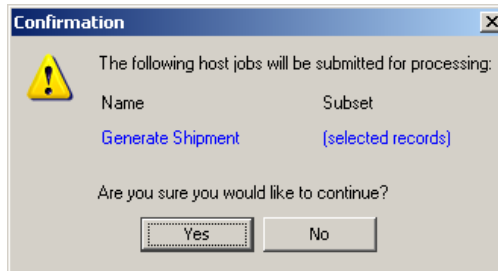 Confirmation
The following host jobs will be submitted for processing:
Name Subset
Generate Shipment (selected records)
Are you sure you would like to continue?
Yes No